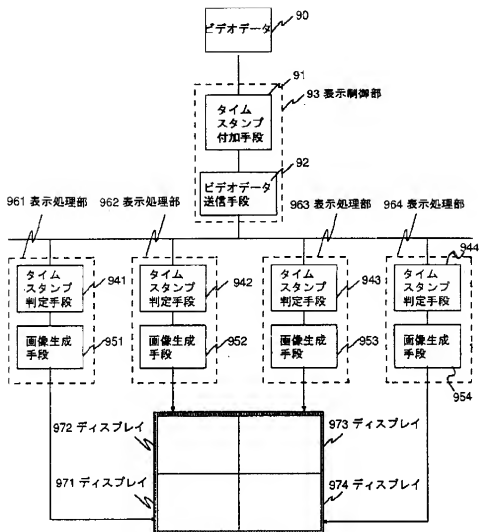 ビデオデータ
90
91
93 表示制御部
タイム
スタンプ
付加手段
92
ビデオデータ
送信手段
961 表示処理部
962 表示処理部
963 表示処理部
964 表示処理部
タイム
スタンプ
判定手段
941
タイム
スタンプ
判定手段
942
タイム
スタンプ
判定手段
943
タイム
スタンプ
判定手段
944
画像生成
手段
951
画像生成
手段
952
画像生成
手段
953
画像生成
手段
954
972 ディスプレイ
973 ディスプレイ
971 ディスプレイ
974 ディスプレイ